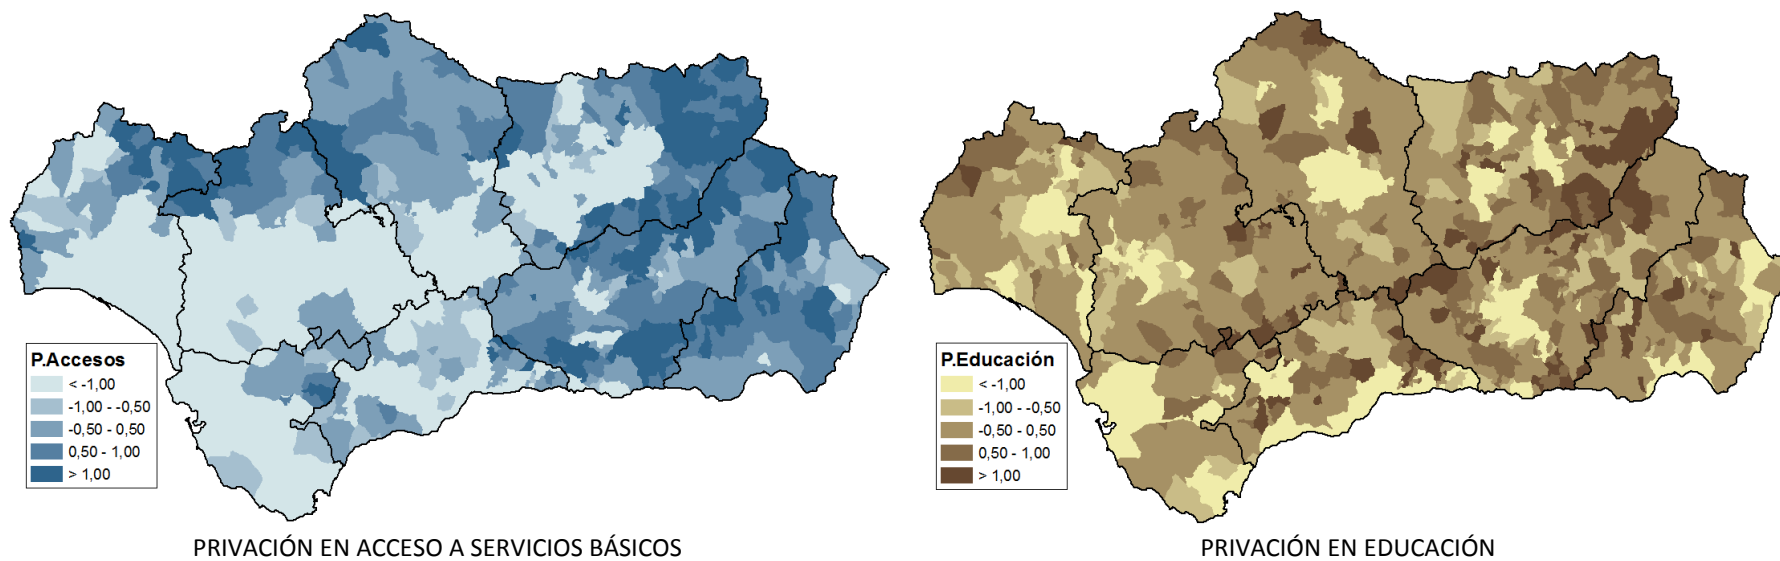 P.Accesos
< -1,00
-1,00 - -0,50
-0,50 - 0,50
0,50 - 1,00
> 1,00
PRIVACIÓN EN ACCESO A SERVICIOS BÁSICOS
P.Educación
< -1,00
-1,00 - -0,50
-0,50 - 0,50
0,50 - 1,00
> 1,00
PRIVACIÓN EN EDUCACIÓN